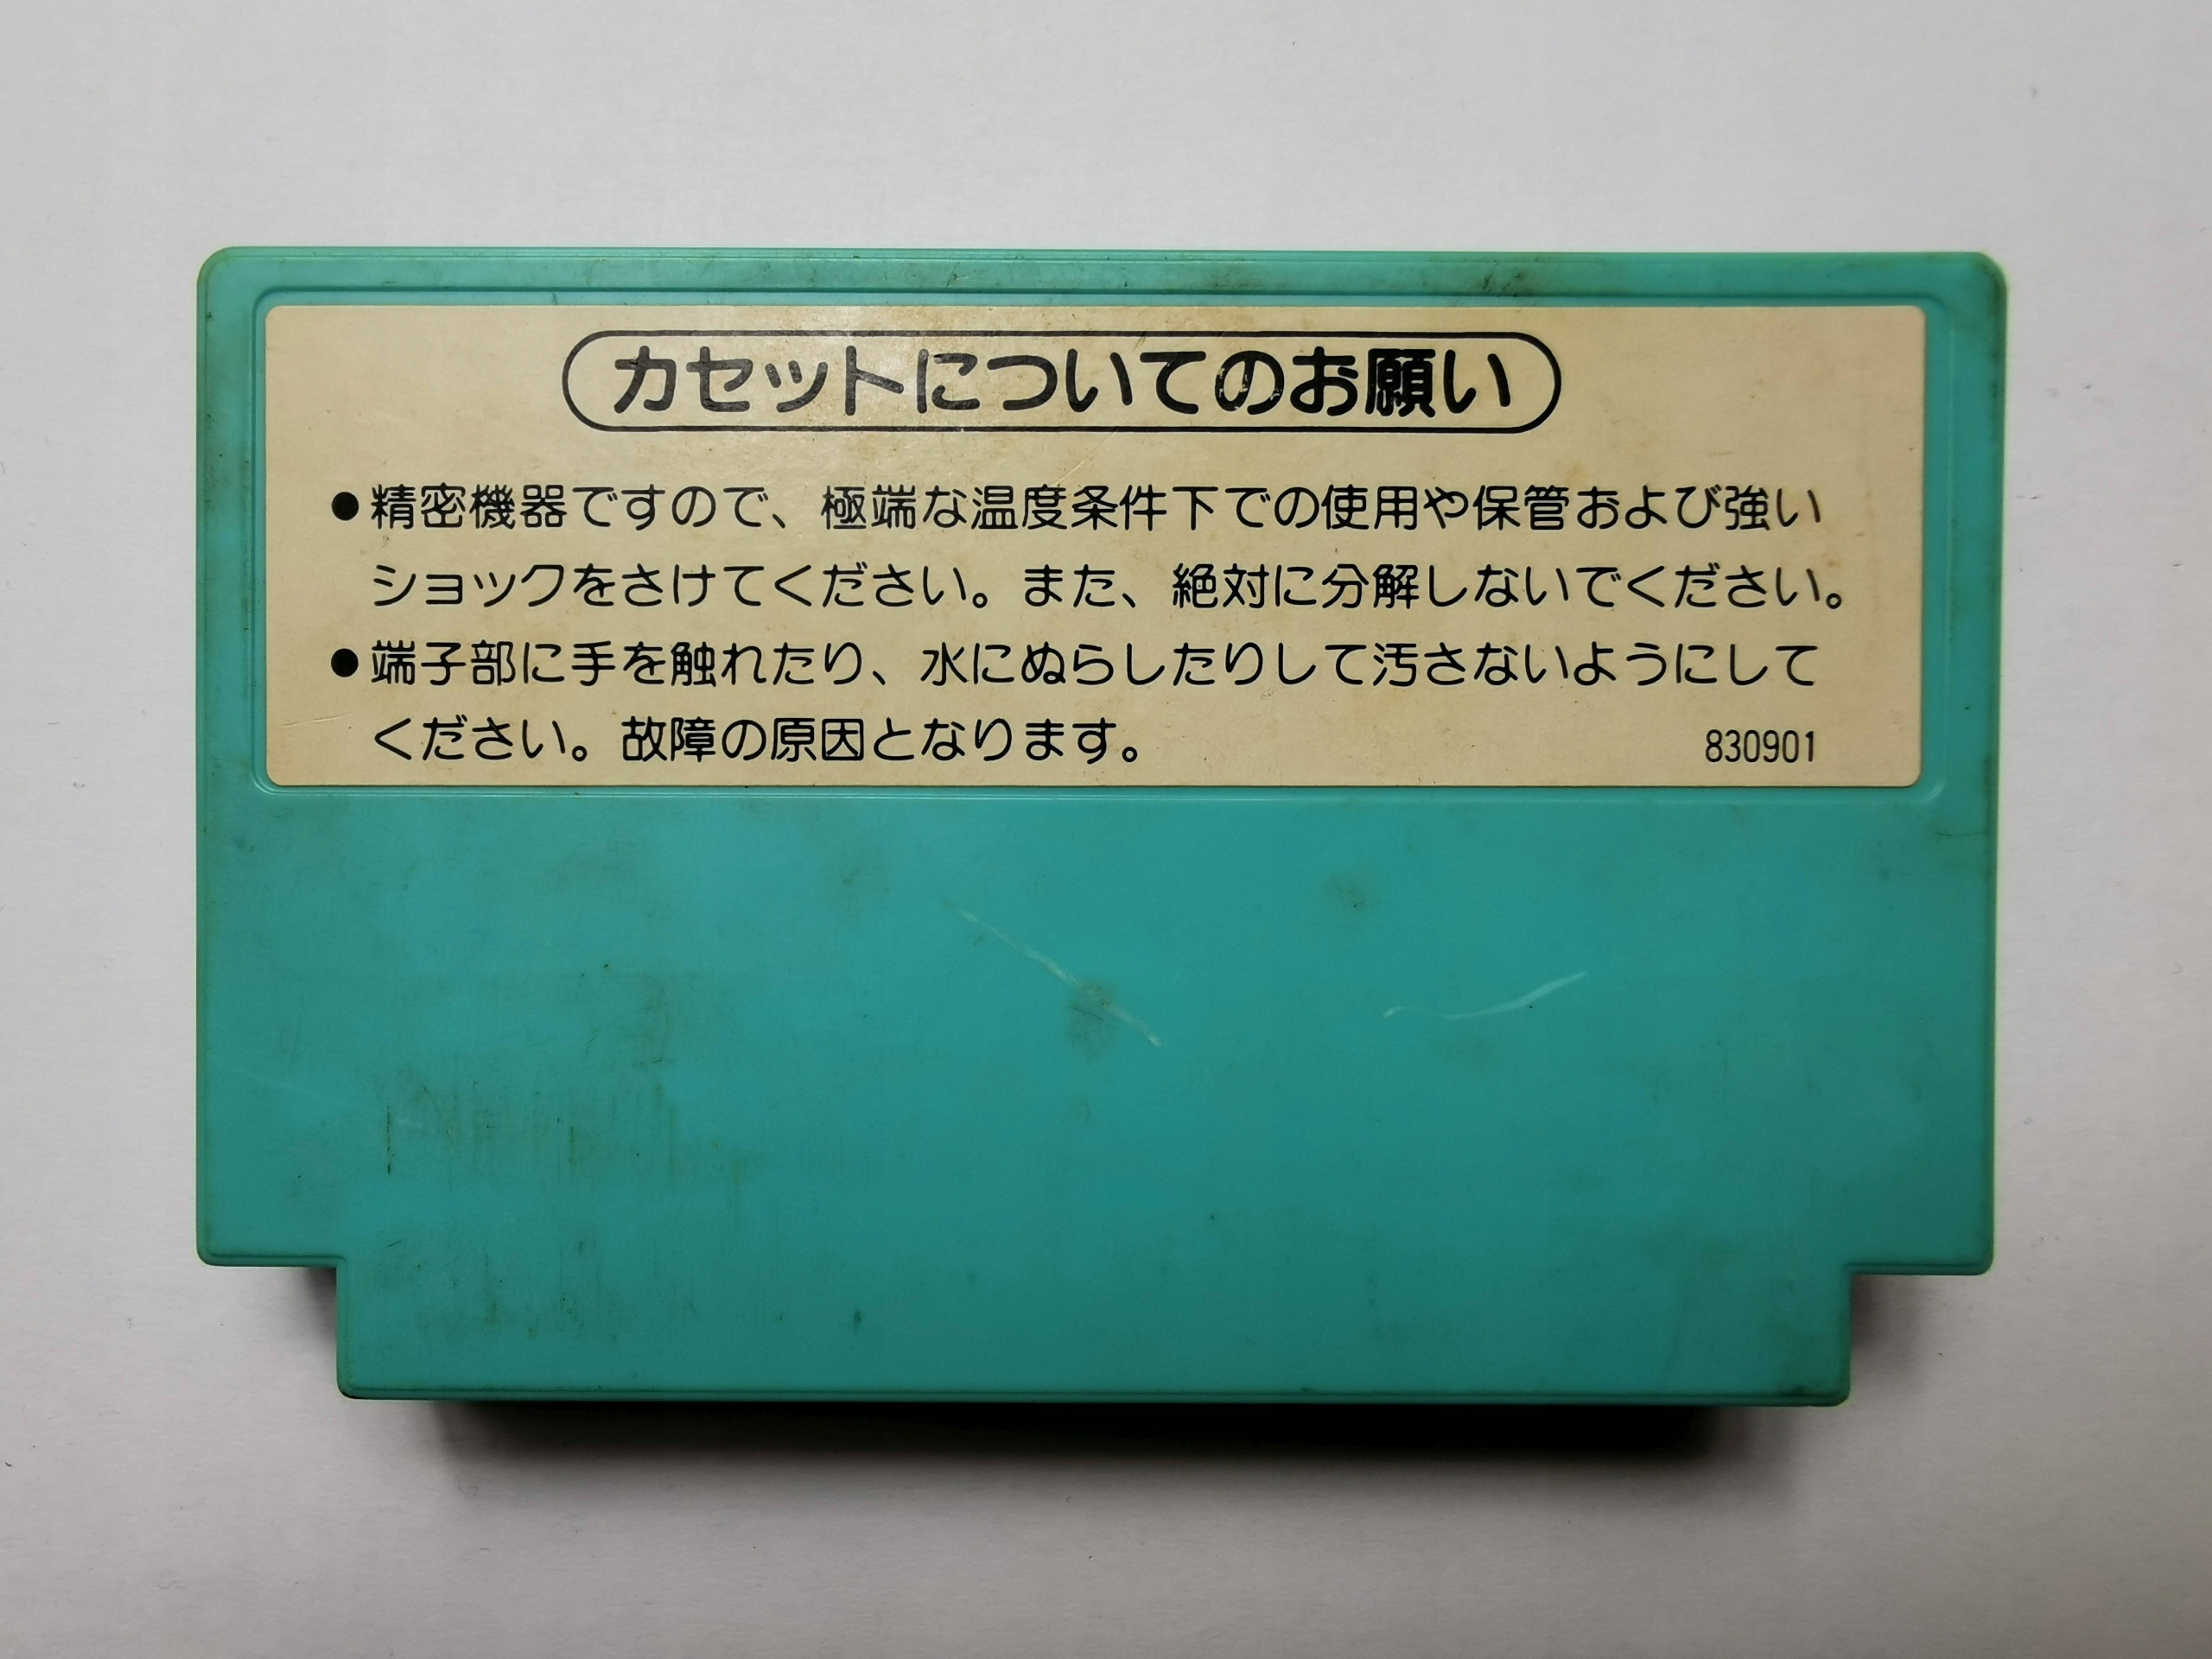 カセットについてのお願い
●精密機器ですので、極端な温度条件下での使用や保管および強い
ショックをさけてください。また、絶対に分解しないでください。
●端子部に手を触れたり、水にぬらしたりして汚さないようにして
ください。故障の原因となります。
830901